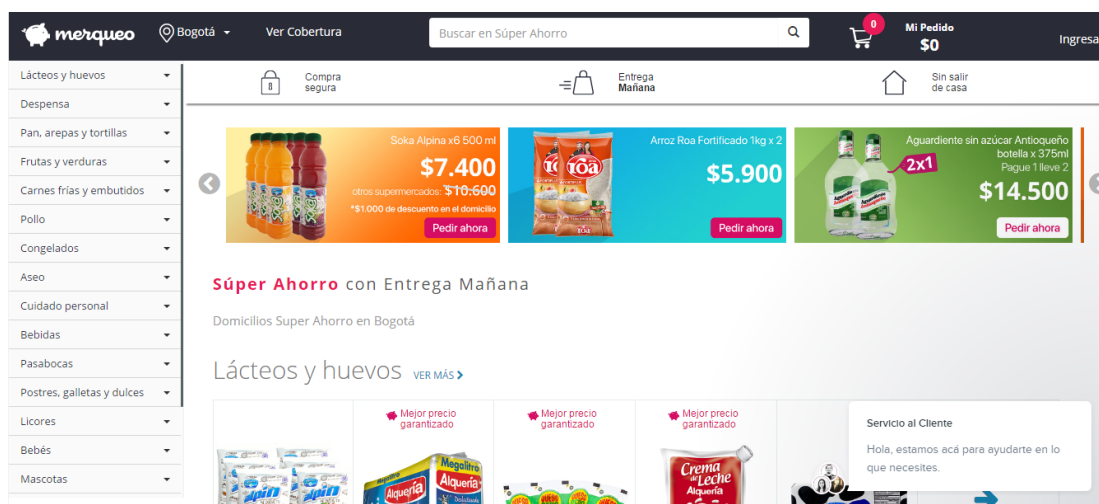 merqueo
Bogotá
Ver Cobertura
Buscar en Súper Ahorro
0
Mi Pedido
$0
Ingresa
Lácteos y huevos
Despensa
Pan, arepas y tortillas
Frutas y verduras
Carnes frías y embutidos
Pollo
Congelados
Aseo
Cuidado personal
Bebidas
Pasabocas
Postres, galletas y dulces
Licores
Bebés
Mascotas
8
Compra
segura
Entrega
Mañana
Sin salir
de casa
Soka Alpina x6 500 ml
$7.400
otros supermercados: $10.600
*$1.000 de descuento en el domicilio
Pedir ahora
Arroz Roa Fortificado 1kg x 2
$5.900
Pedir ahora
roa
Aguardiente sin azúcar Antioqueño
botella x 375ml
2x1
Pague 1 lleve 2
$14.500
Pedir ahora
Súper Ahorro con Entrega Mañana
Domicilios Super Ahorro en Bogotá
Lácteos y huevos VER MÁS
Mejor precio
garantizado
Mejor precio
garantizado
Mejor precio
garantizado
alpin
alpin
Megalitro
Alquería
Alquería
Deslactosada
Crema
de Leche
Alquería
Servicio al Cliente
Hola, estamos acá para ayudarte en lo
que necesites.